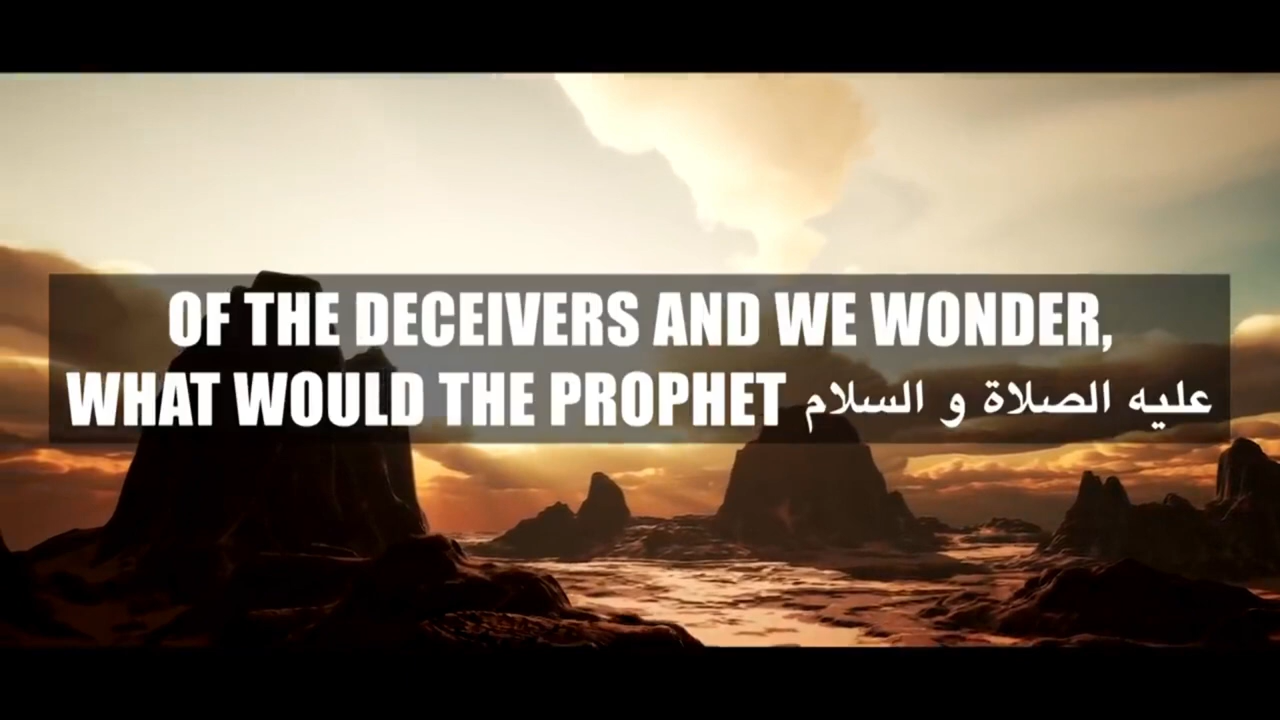 OF THE DECEIVERS AND WE WONDER,
WHAT WOULD THE PROPHET عليه الصلاة و السلام